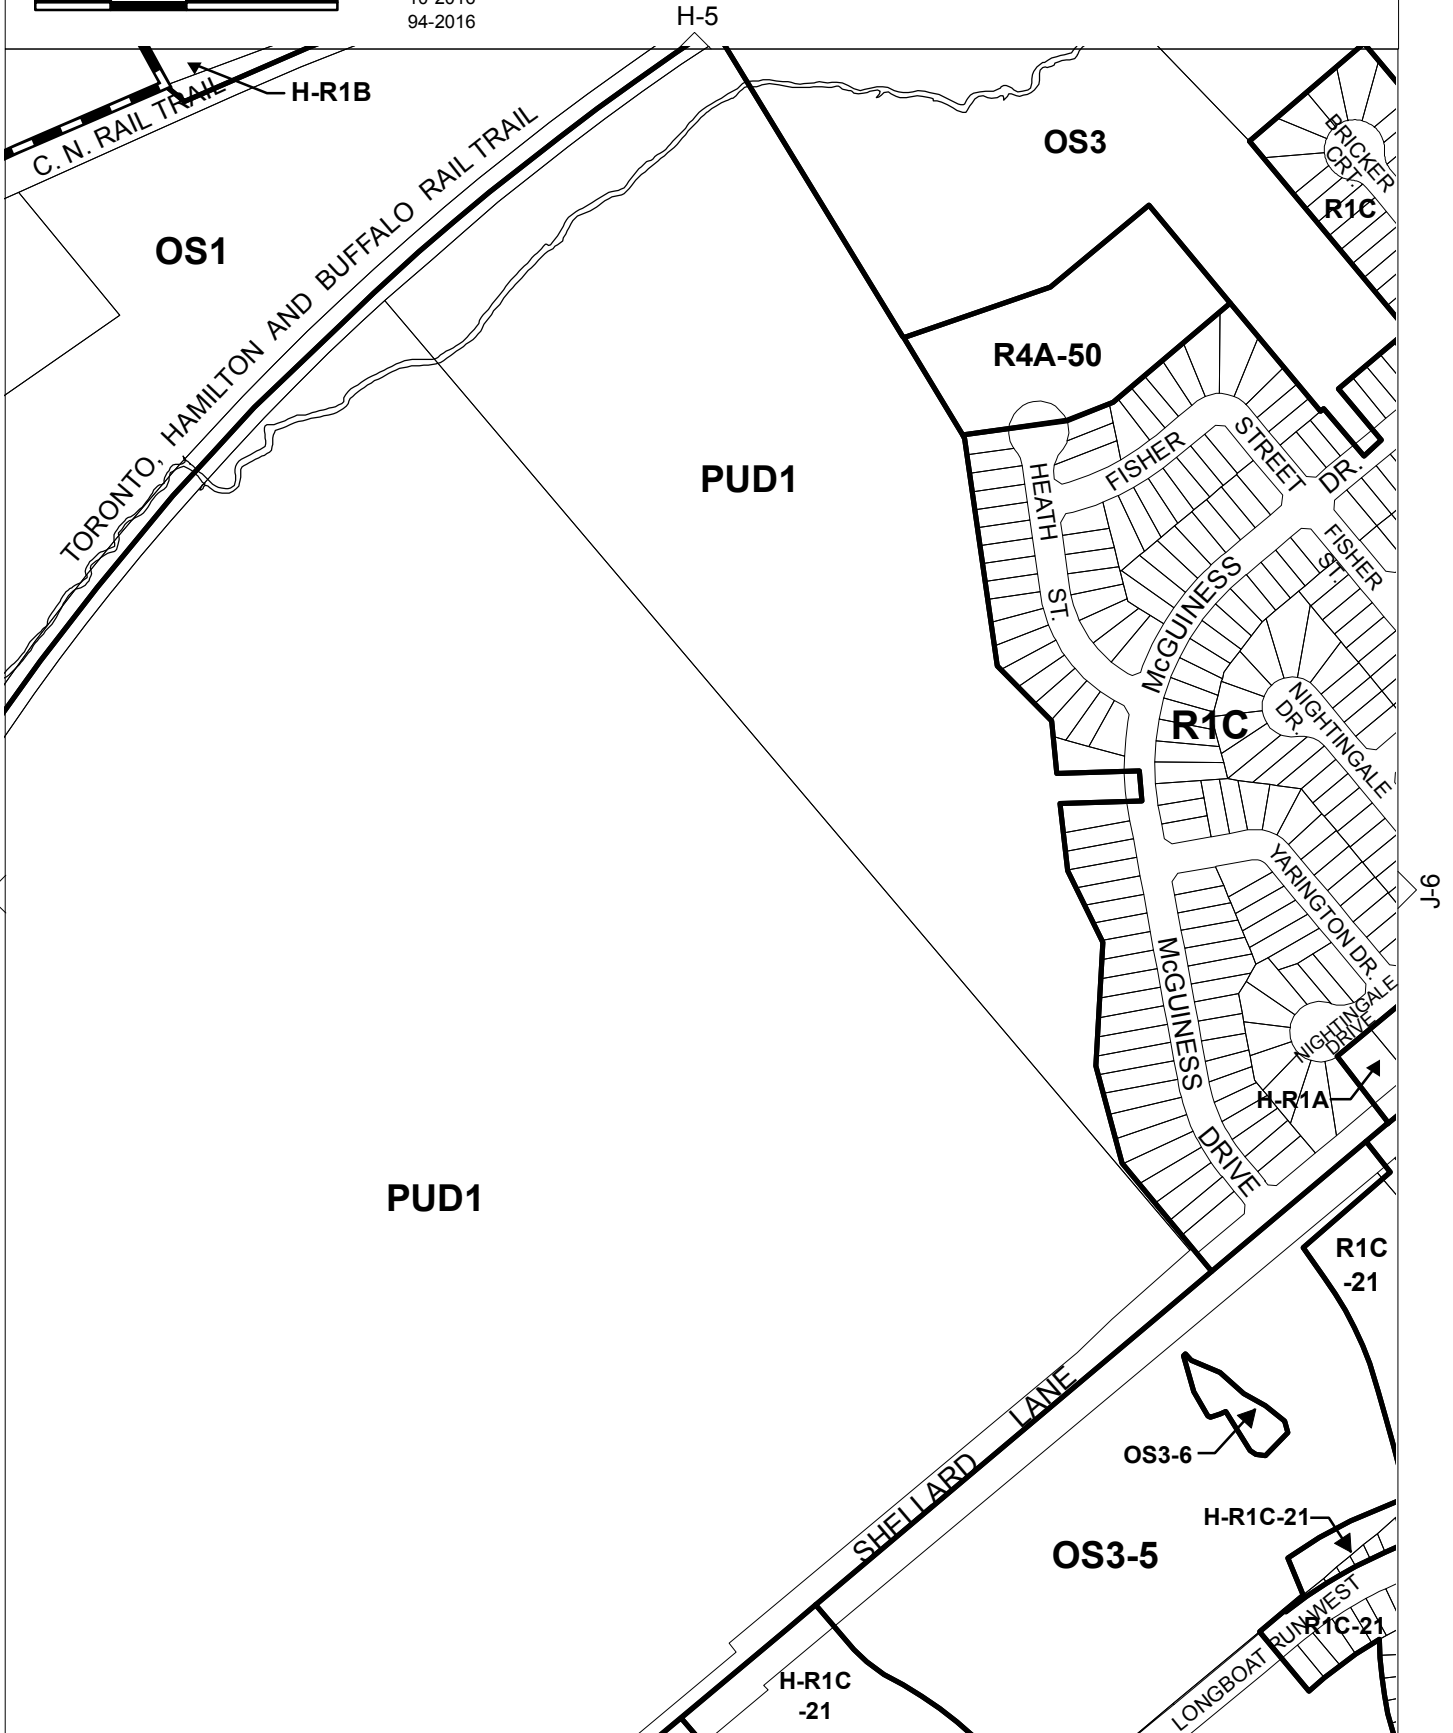 94-2016
H-5
H-R1B
C. N. RAIL TRAIL
TORONTO, HAMILTON AND BUFFALO RAIL TRAIL
OS1
OS3
BRICKER
CRT.
R1C
R4A-50
PUD1
HEATH ST.
FISHER STREET
McGUINESS DR.
FISHER
ST.
R1C
NIGHTINGALE
DR.
YARINGTON DR.
J-6
McGUINESS DRIVE
NIGHTINGALE
DRIVE
H-R1A
PUD1
R1C
-21
SHELLARD LANE
OS3-6
H-R1C-21
OS3-5
R1C-21
LONGBOAT RUN WEST
H-R1C
-21